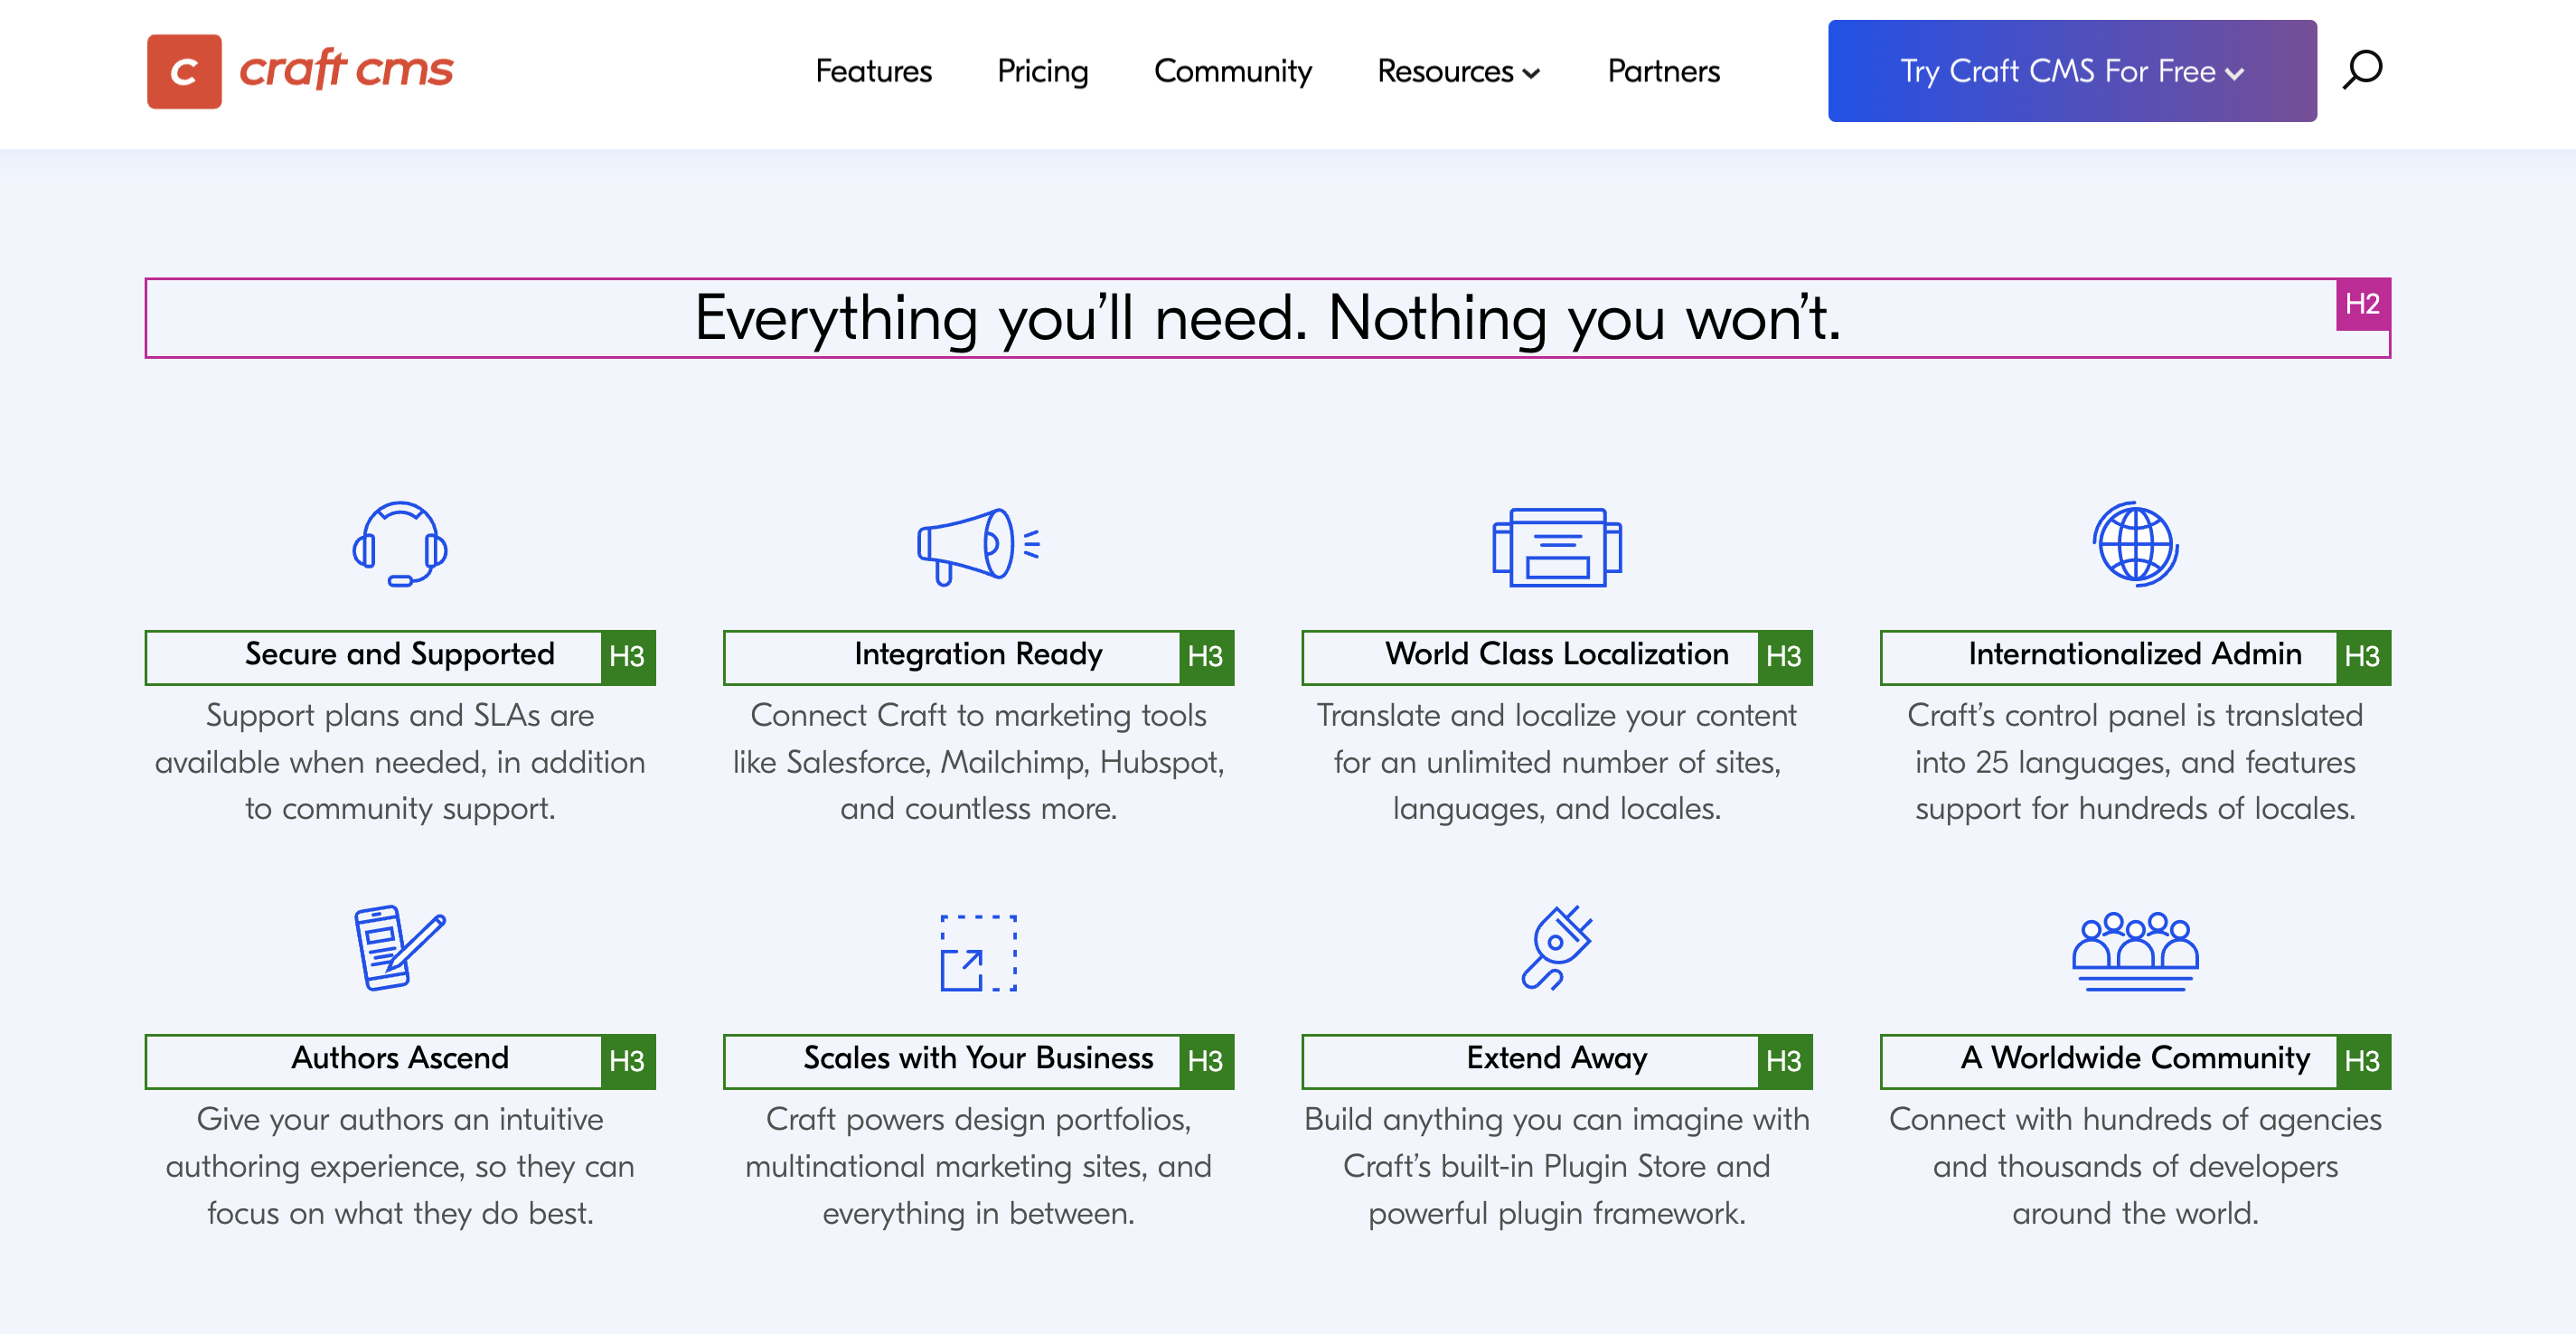 c craft cms
Features Pricing Community Resources Partners Try Craft CMS For Free
Everything you’ll need. Nothing you won’t.
H2
Secure and Supported
H3
Support plans and SLAs are
available when needed, in addition
to community support.
Integration Ready
H3
Connect Craft to marketing tools
like Salesforce, Mailchimp, Hubspot,
and countless more.
World Class Localization
H3
Translate and localize your content
for an unlimited number of sites,
languages, and locales.
Internationalized Admin
H3
Craft’s control panel is translated
into 25 languages, and features
support for hundreds of locales.
Authors Ascend
H3
Give your authors an intuitive
authoring experience, so they can
focus on what they do best.
Scales with Your Business
H3
Craft powers design portfolios,
multinational marketing sites, and
everything in between.
Extend Away
H3
Build anything you can imagine with
Craft’s built-in Plugin Store and
powerful plugin framework.
A Worldwide Community
H3
Connect with hundreds of agencies
and thousands of developers
around the world.